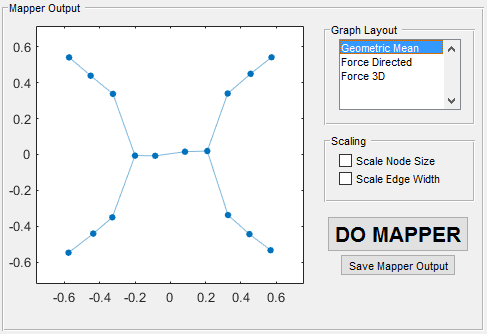 Mapper Output
0.6
0.4
0.2
0
-0.2
-0.4
-0.6
-0.6 -0.4 -0.2 0 0.2 0.4 0.6
Graph Layout
Geometric Mean
Force Directed
Force 3D
Scaling
Scale Node Size
Scale Edge Width
DO MAPPER
Save Mapper Output